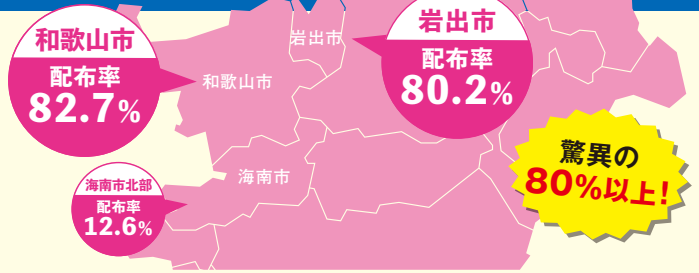 和歌山市
配布率
82.7%
岩出市
配布率
80.2%
岩出市
和歌山市
海南市
海南市北部
配布率
12.6%
驚異の
80%以上!